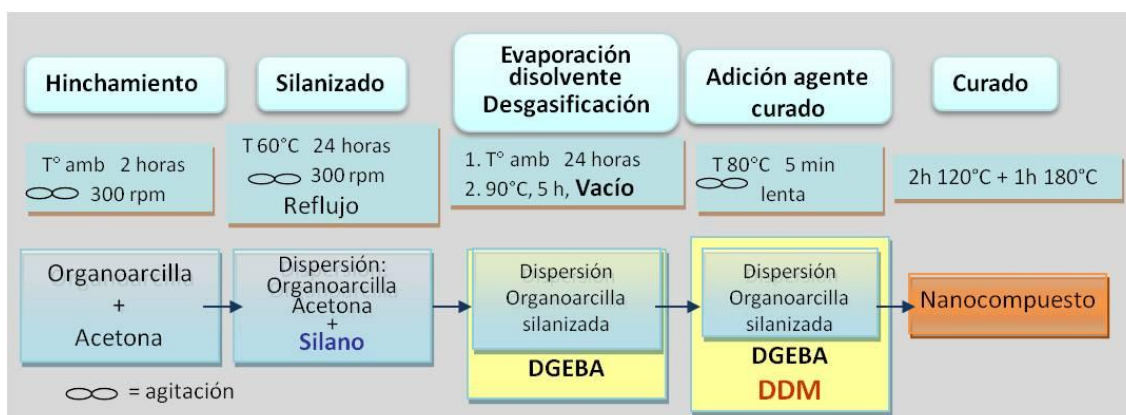 Hinchamiento
Silanizado
Evaporación
disolvente
Desgasificación
Adición agente
curado
Curado
T° amb 2 horas
300 rpm
T 60°C 24 horas
300 rpm
Reflujo
1. T° amb 24 horas
2. 90°C, 5 h, Vacío
T 80°C 5 min
lenta
2h 120°C + 1h 180°C
Organoarcilla
+
Acetona
Dispersión:
Organoarcilla
Acetona
+
Silano
Dispersión
Organoarcilla
silanizada
DGEBA
Dispersión
Organoarcilla
silanizada
DGEBA
DDM
Nanocompuesto
= agitación